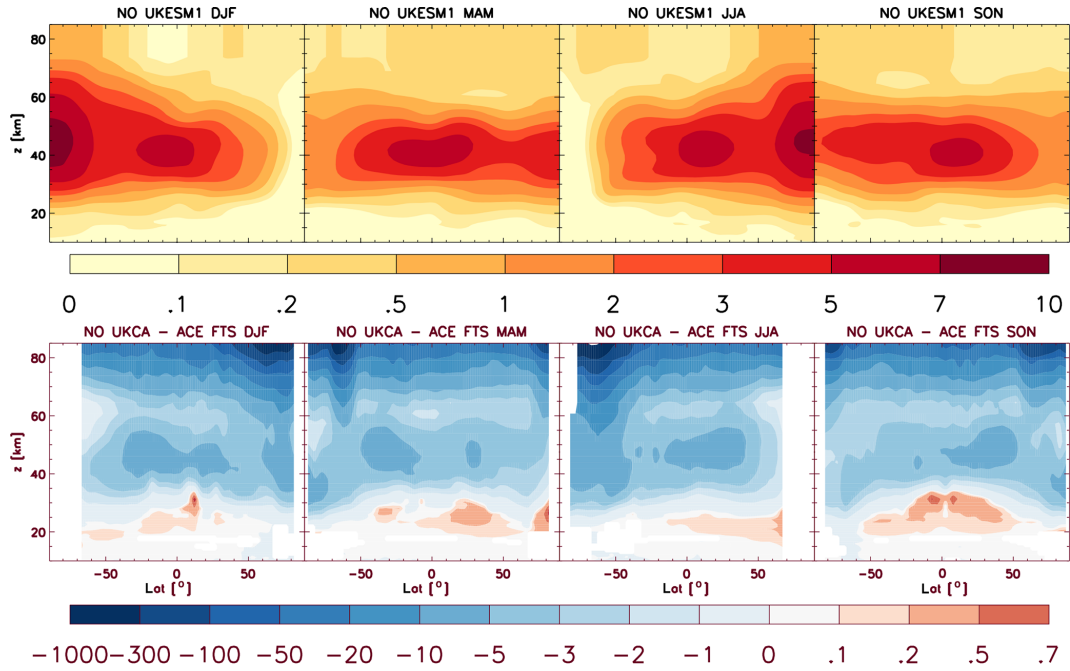 NO UKESM1 DJF NO UKESM1 MAM NO UKESM1 JJA NO UKESM1 SON
80
60
z [km]
40
20
0 .1 .2 .5 1 2 3 5 7 10
NO UKCA – ACE FTS DJF NO UKCA – ACE FTS MAM NO UKCA – ACE FTS JJA NO UKCA – ACE FTS SON
80
60
z [km]
40
20
−50 0 50 −50 0 50 −50 0 50 −50 0 50
Lat [°] Lat [°] Lat [°] Lat [°]
−1000 −300 −100 −50 −20 −10 −5 −3 −2 −1 0 .1 .2 .5 .7